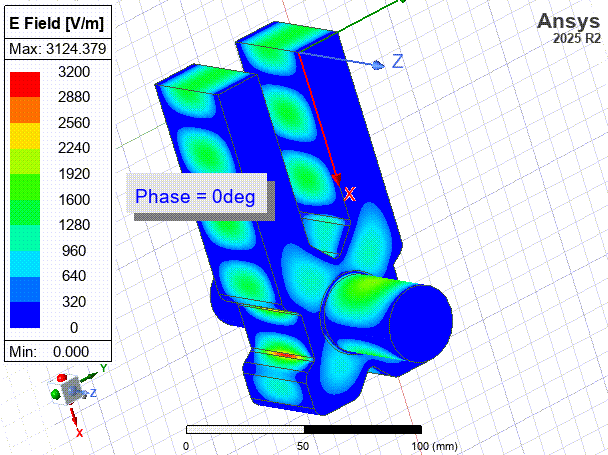 E Field [V/m]
Max: 3124.379
3200
2880
2560
2240
1920
1600
1280
960
640
320
0
Min: 0.000
Ansys
2025 R2
Z
X
Phase = 0deg
Y
Z
X
0 50 100 (mm)